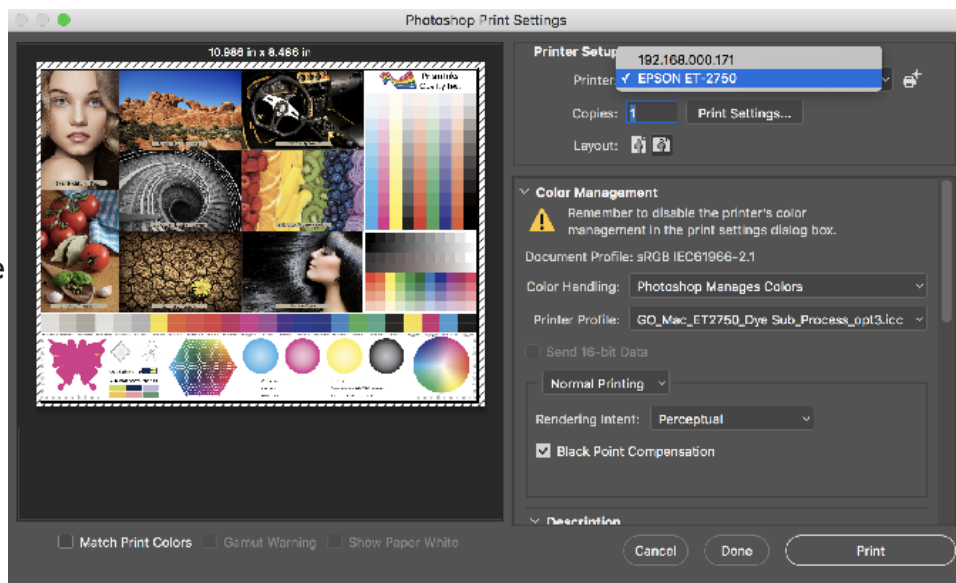 Photoshop Print Settings
10.986 in x 8.466 in
Prism Inks
Quality Test
Printer Setup
192.168.000.171
Printer: ✓ EPSON ET-2750
Copies: 1 Print Settings...
Layout:
Color Management
Remember to disable the printer's color
management in the print settings dialog box.
Document Profile: sRGB IEC61966-2.1
Color Handling: Photoshop Manages Colors
Printer Profile: GO_Mac_ET2750_Dye Sub_Process_opt3.icc
Send 16-bit Data
Normal Printing
Rendering Intent: Perceptual
Black Point Compensation
Description
Match Print Colors Gamut Warning Show Paper White
Cancel Done Print
e